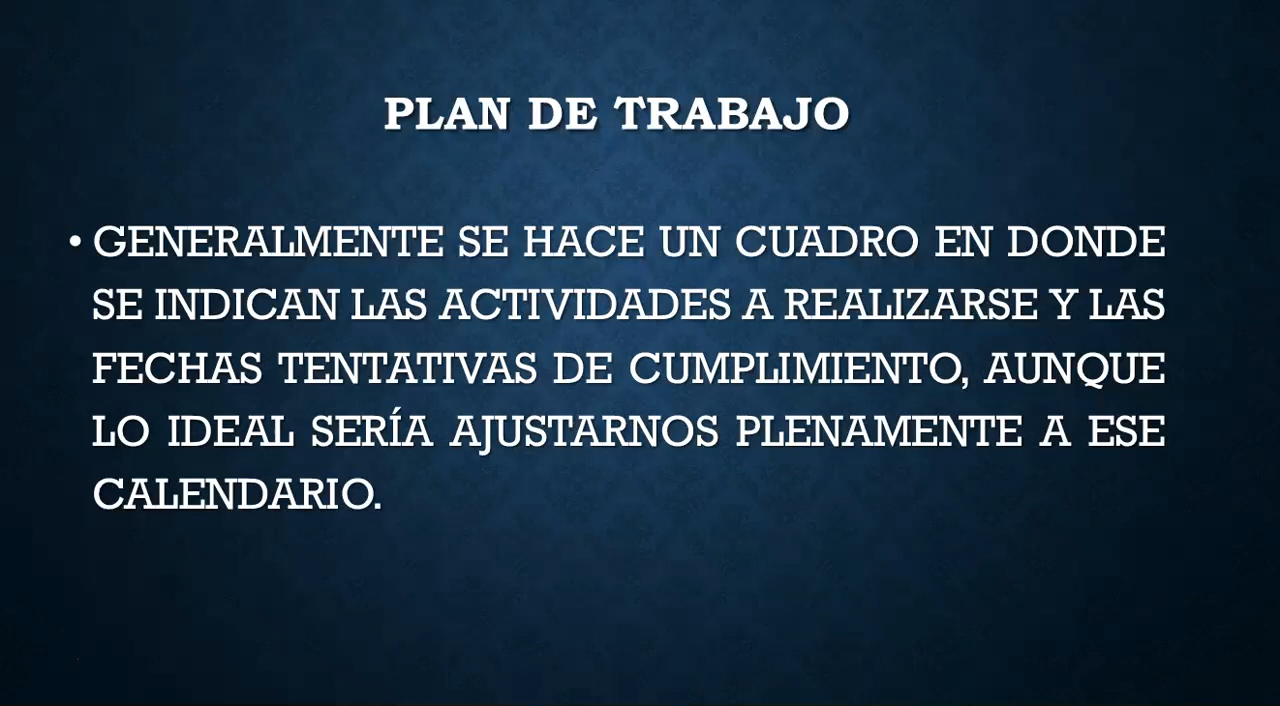 PLAN DE TRABAJO
• GENERALMENTE SE HACE UN CUADRO EN DONDE
SE INDICAN LAS ACTIVIDADES A REALIZARSE Y LAS
FECHAS TENTATIVAS DE CUMPLIMIENTO, AUNQUE
LO IDEAL SERÍA AJUSTARNOS PLENAMENTE A ESE
CALENDARIO.